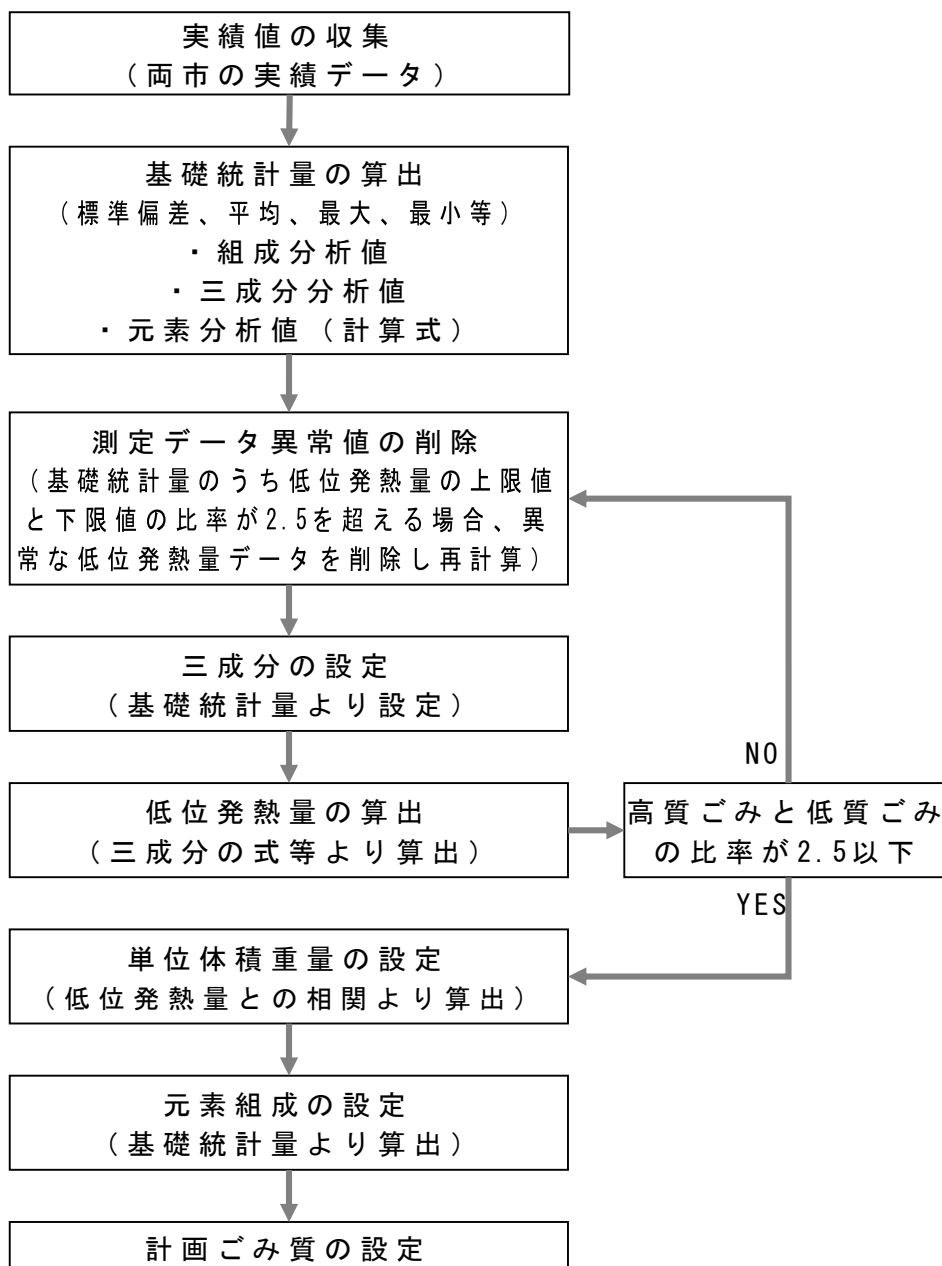 実績値の収集
（両市の実績データ）
基礎統計量の算出
（標準偏差、平均、最大、最小等）
・組成分析値
・三成分分析値
・元素分析値（計算式）
測定データ異常値の削除
（基礎統計量のうち低位発熱量の上限値
と下限値の比率が2.5を超える場合、異
常な低位発熱量データを削除し再計算）
三成分の設定
（基礎統計量より設定）
NO
低位発熱量の算出
（三成分の式等より算出）
高質ごみと低質ごみ
の比率が2.5以下
YES
単位体積重量の設定
（低位発熱量との相関より算出）
元素組成の設定
（基礎統計量より算出）
計画ごみ質の設定